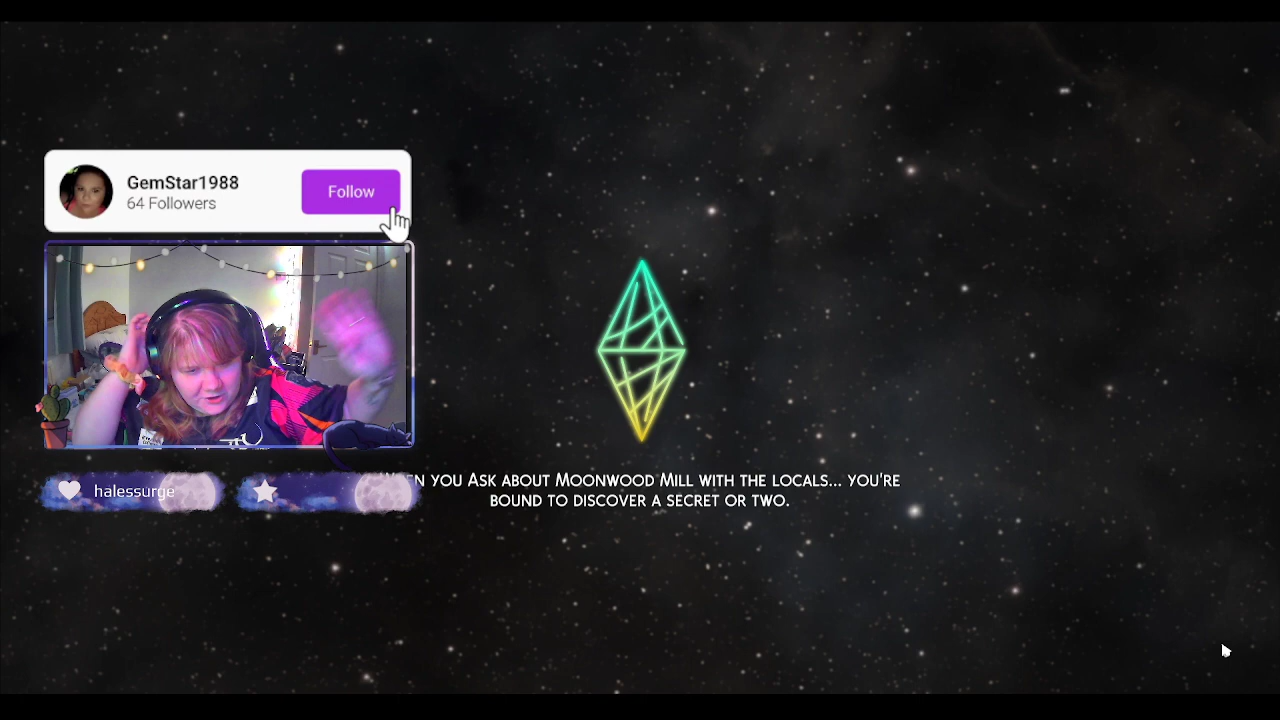 GemStar1988
64 Followers
Follow
halessurge
YOU ASK ABOUT MOONWOOD MILL WITH THE LOCALS... YOU'RE
BOUND TO DISCOVER A SECRET OR TWO.